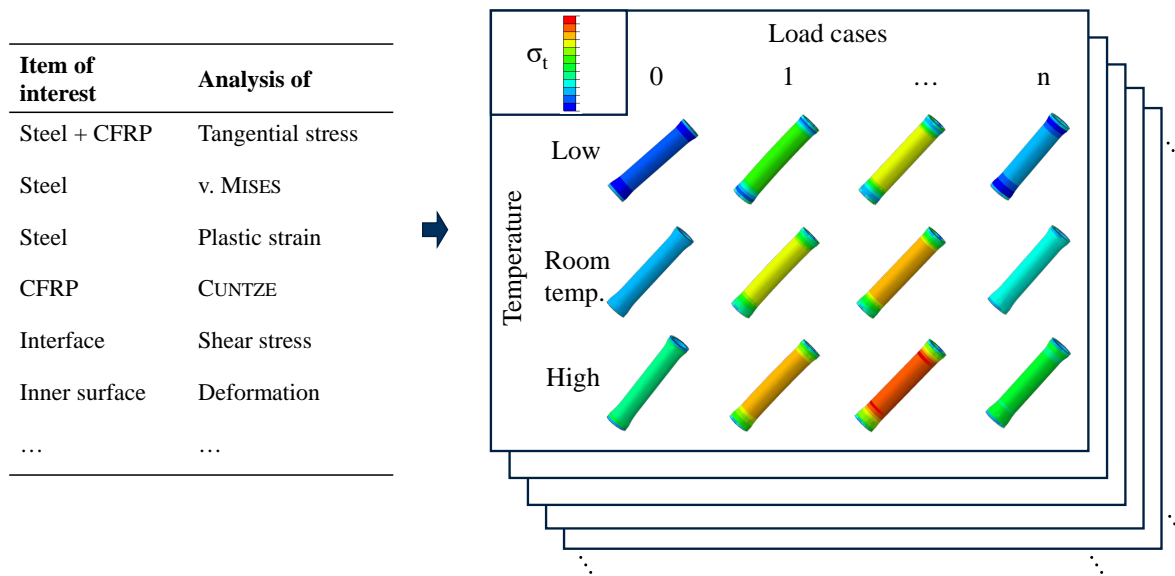 Item of interest Analysis of
Steel + CFRP Tangential stress
Steel v. MISES
Steel Plastic strain
CFRP CUNTZE
Interface Shear stress
Inner surface Deformation
… …
σt
Load cases
0 1 … n
Temperature
Low
Room
temp.
High